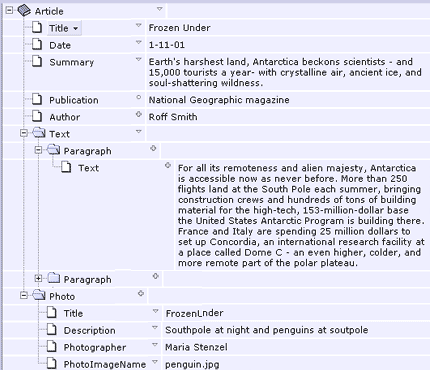 Article
Title Frozen Under
Date 1-11-01
Summary Earth's harshest land, Antarctica beckons scientists - and
15,000 tourists a year- with crystalline air, ancient ice, and
soul-shattering wildness.
Publication National Geographic magazine
Author Roff Smith
Text
Paragraph
Text For all its remoteness and alien majesty, Antarctica
is accessible now as never before. More than 250
flights land at the South Pole each summer, bringing
construction crews and hundreds of tons of building
material for the high-tech, 153-million-dollar base
the United States Antarctic Program is building there.
France and Italy are spending 25 million dollars to
set up Concordia, an international research facility at
a place called Dome C - an even higher, colder, and
more remote part of the polar plateau.
Paragraph
Photo
Title FrozenUnder
Description Southpole at night and penguins at soutpole
Photographer Maria Stenzel
PhotoImageName penguin.jpg